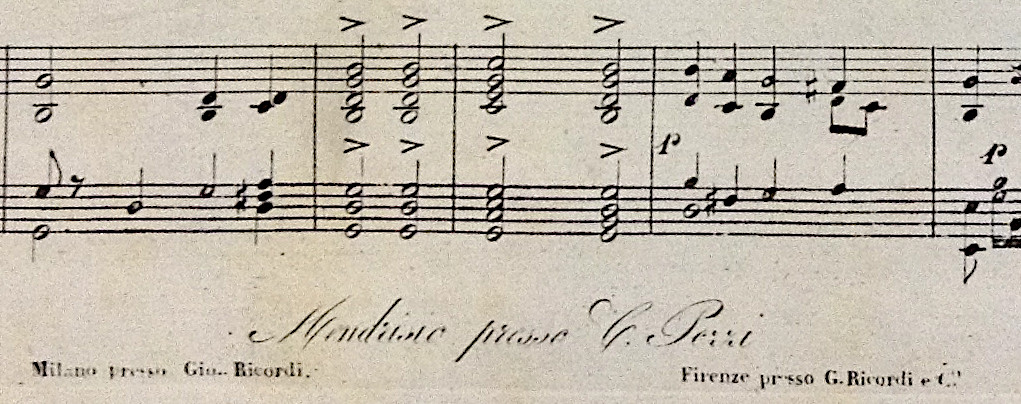 p
p
Mendrisio presso C. Pozzi
Milano presso Gio. Ricordi.
Firenze presso G. Ricordi e C.º